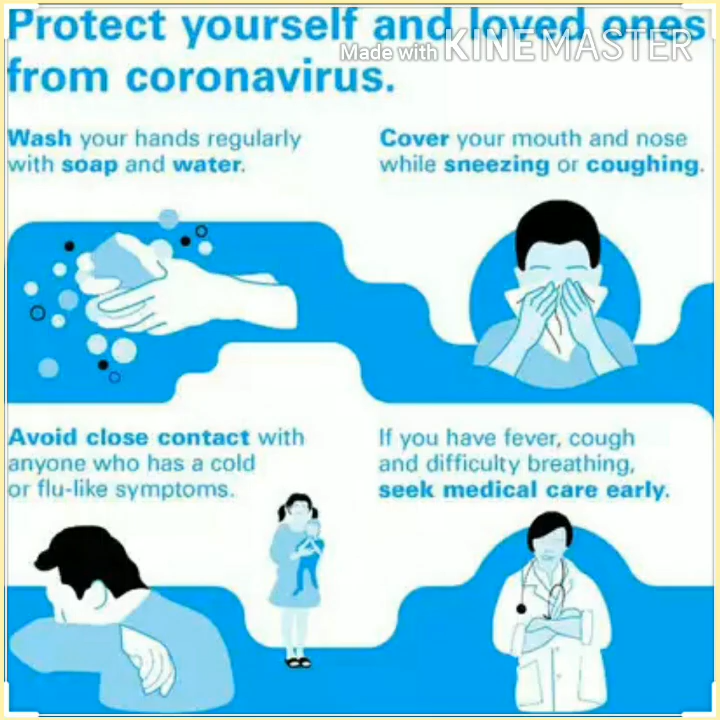 Protect yourself and loved ones
Made with KINEMASTER
from coronavirus.
Wash your hands regularly
with soap and water.
Cover your mouth and nose
while sneezing or coughing.
Avoid close contact with
anyone who has a cold
or flu-like symptoms.
If you have fever, cough
and difficulty breathing,
seek medical care early.